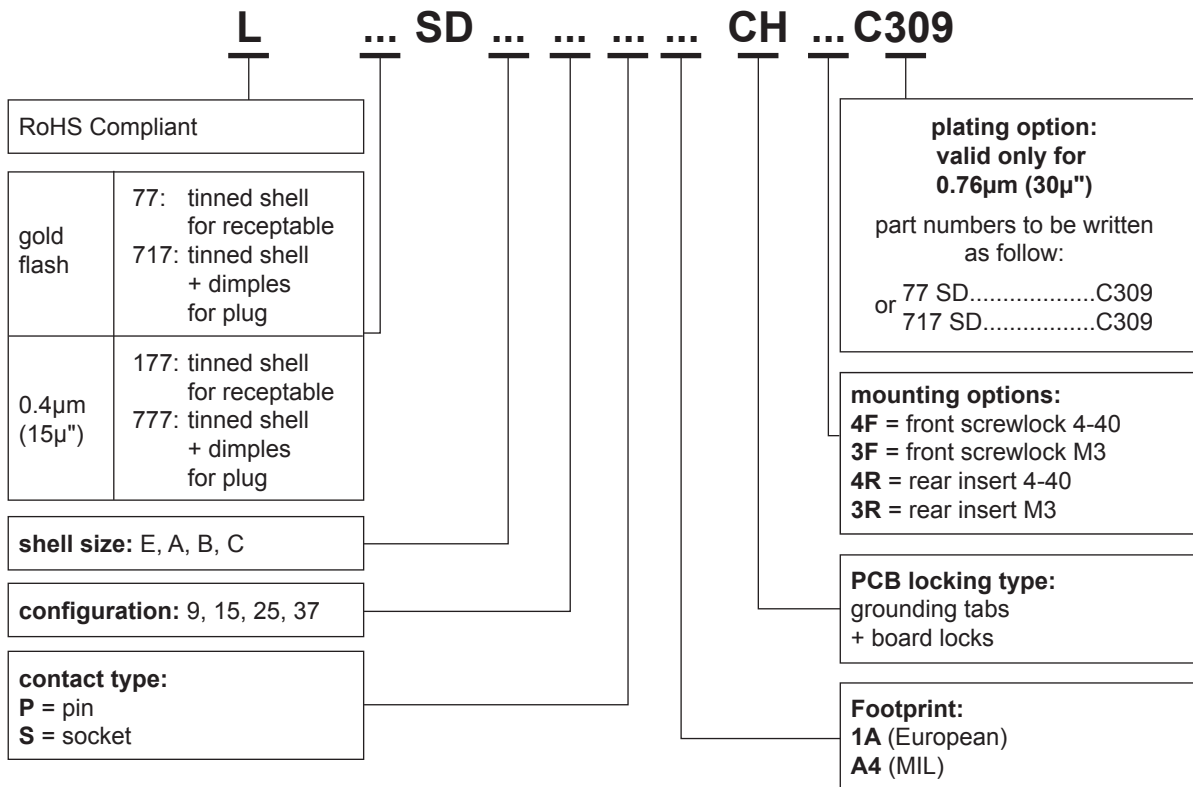 L ... SD ... ... ... ... CH ... C309
RoHS Compliant
gold
flash
77: tinned shell
for receptable
717: tinned shell
+ dimples
for plug
0.4µm
(15µ")
177: tinned shell
for receptable
777: tinned shell
+ dimples
for plug
shell size: E, A, B, C
configuration: 9, 15, 25, 37
contact type:
P = pin
S = socket
plating option:
valid only for
0.76µm (30µ")
part numbers to be written
as follow:
or
77 SD...................C309
717 SD.................C309
mounting options:
4F = front screwlock 4-40
3F = front screwlock M3
4R = rear insert 4-40
3R = rear insert M3
PCB locking type:
grounding tabs
+ board locks
Footprint:
1A (European)
A4 (MIL)